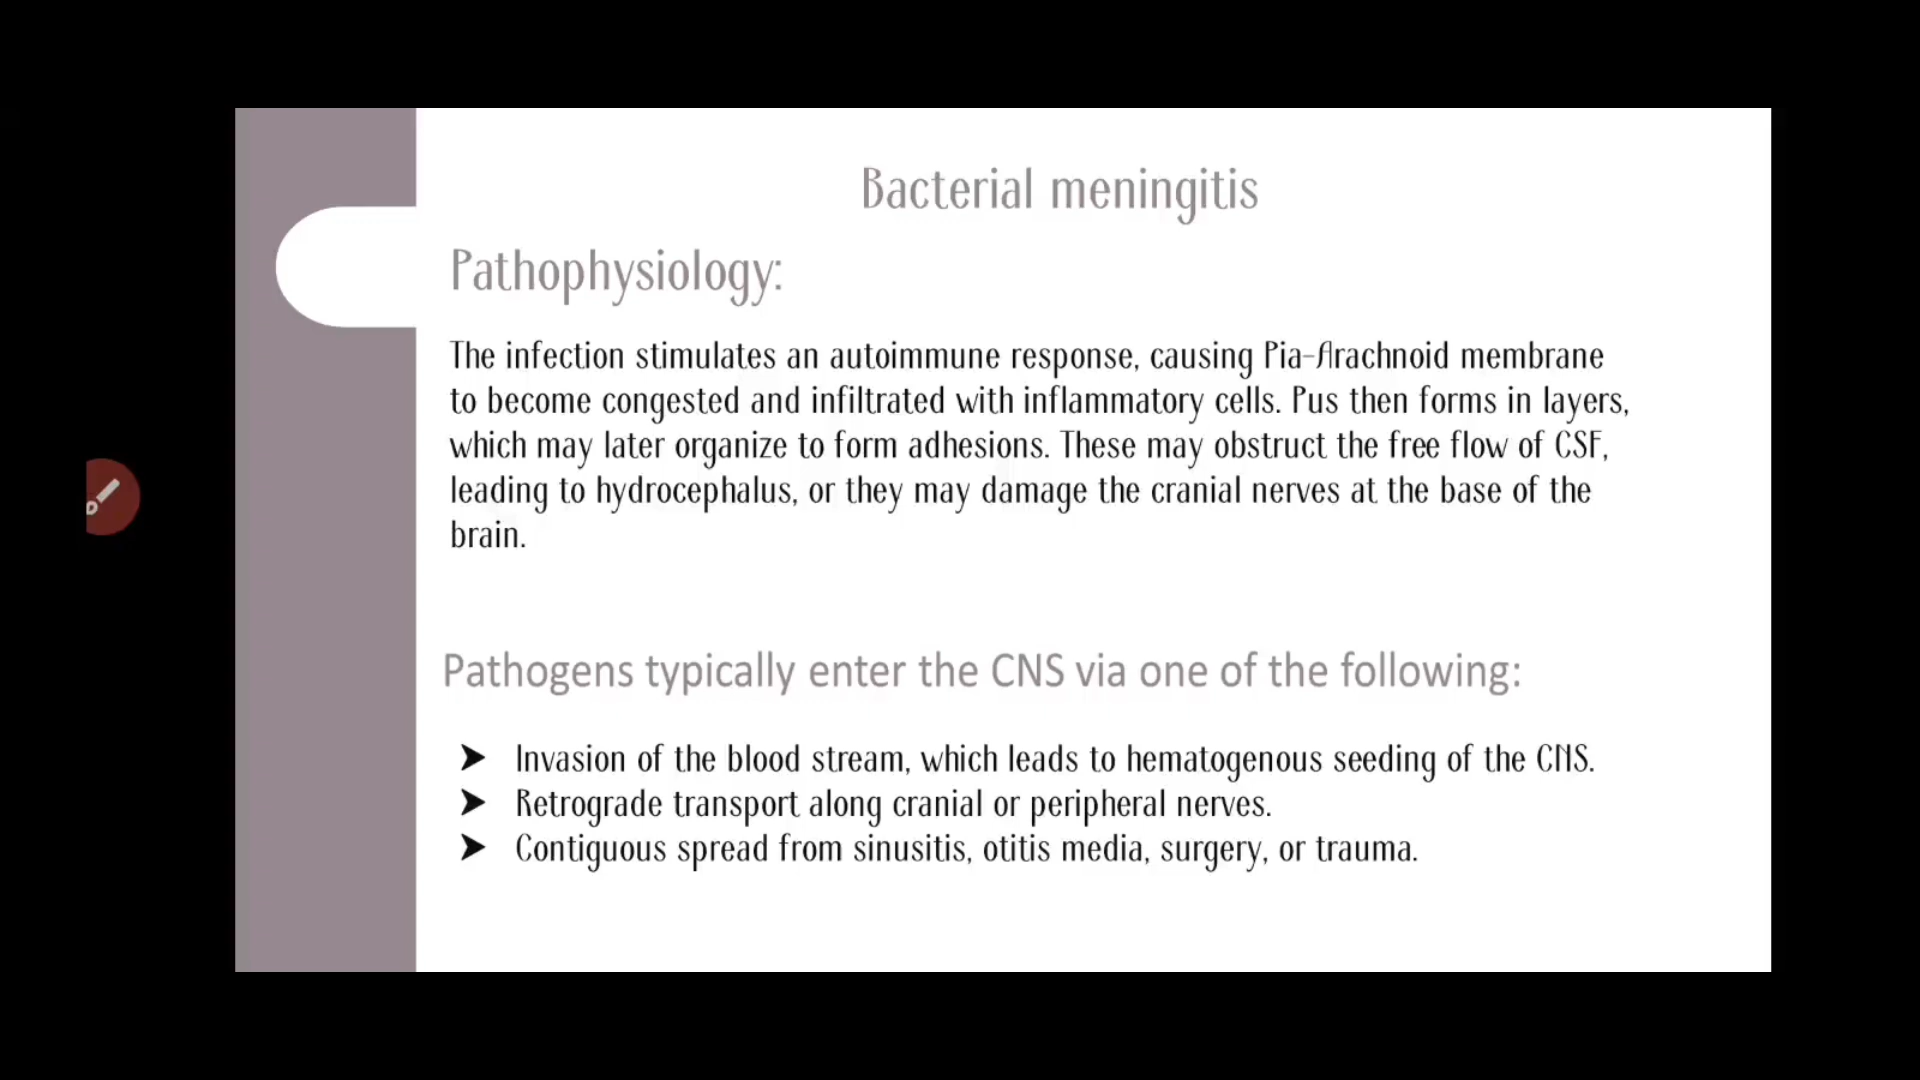 Bacterial meningitis
Pathophysiology:
The infection stimulates an autoimmune response, causing Pia-Arachnoid membrane
to become congested and infiltrated with inflammatory cells. Pus then forms in layers,
which may later organize to form adhesions. These may obstruct the free flow of CSF,
leading to hydrocephalus, or they may damage the cranial nerves at the base of the
brain.
Pathogens typically enter the CNS via one of the following:
➤ Invasion of the blood stream, which leads to hematogenous seeding of the CNS.
➤ Retrograde transport along cranial or peripheral nerves.
➤ Contiguous spread from sinusitis, otitis media, surgery, or trauma.